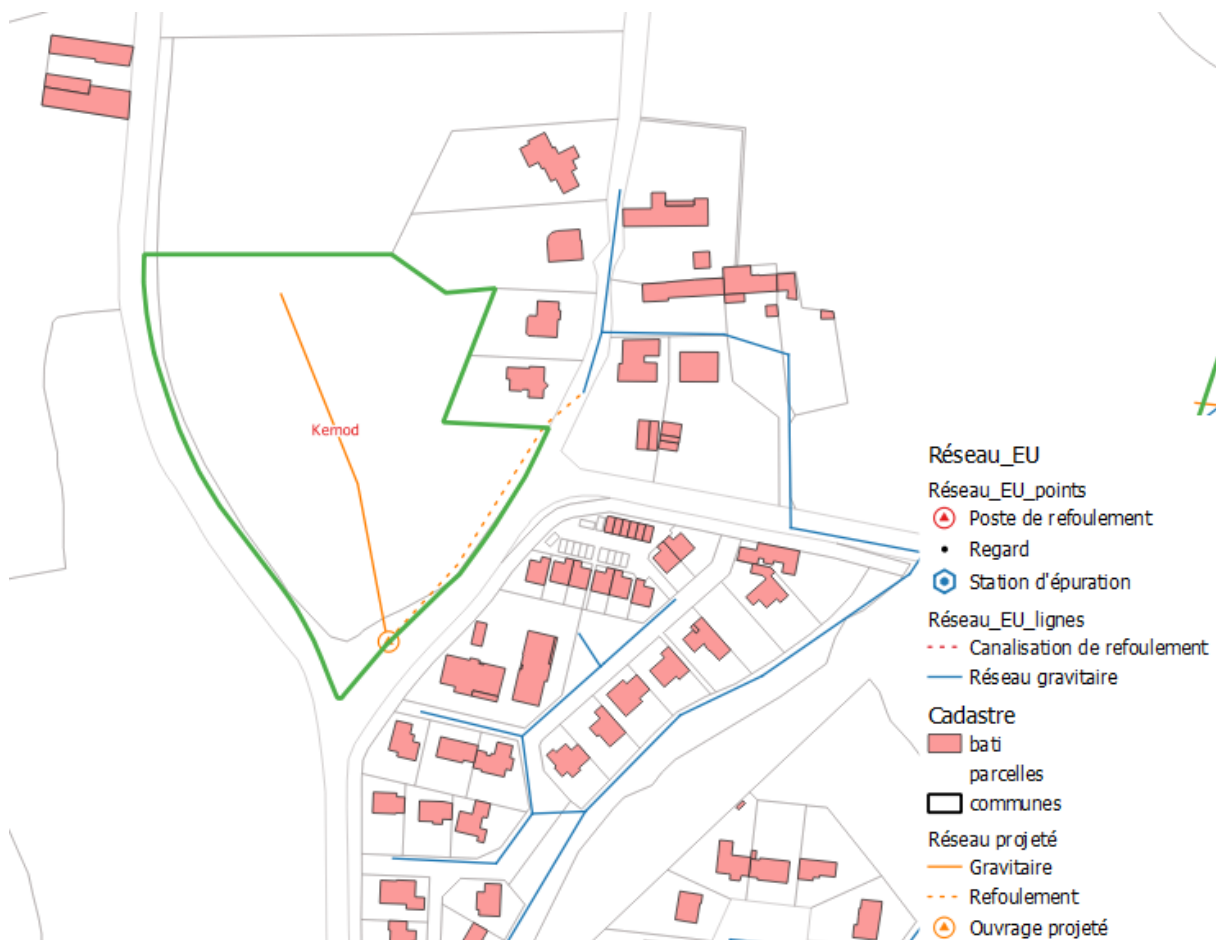 Kernod
Réseau_EU
Réseau_EU_points
Poste de refoulement
Regard
Station d'épuration
Réseau_EU_lignes
Canalisation de refoulement
Réseau gravitaire
Cadastre
bati
parcelles
communes
Réseau projeté
Gravitaire
Refoulement
Ouvrage projeté